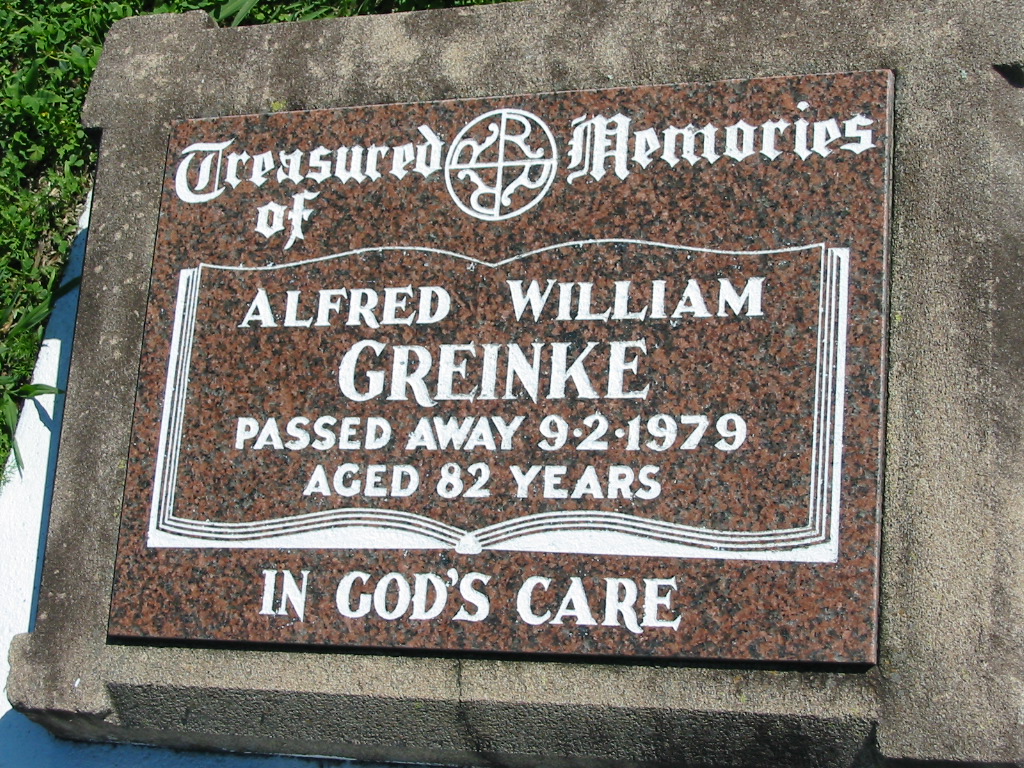 Treasured Memories
of
ALFRED WILLIAM
GREINKE
PASSED AWAY 9·2·1979
AGED 82 YEARS
IN GOD'S CARE